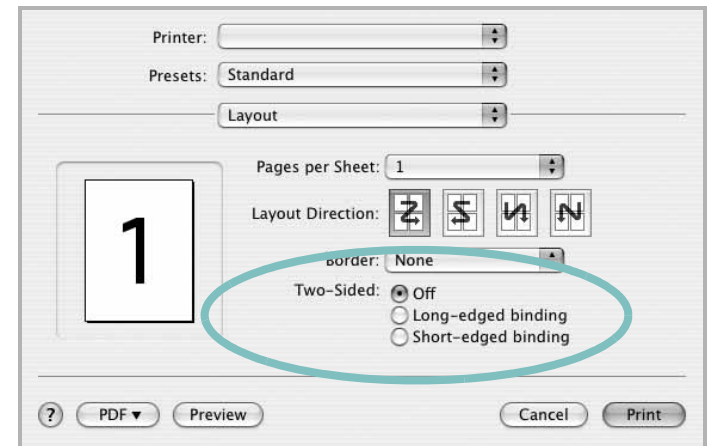 Printer:
Presets: Standard
Layout
Pages per Sheet: 1
1
Layout Direction:
Border: None
Two-Sided: Off
Long-edged binding
Short-edged binding
? PDF▼ Preview Cancel Print